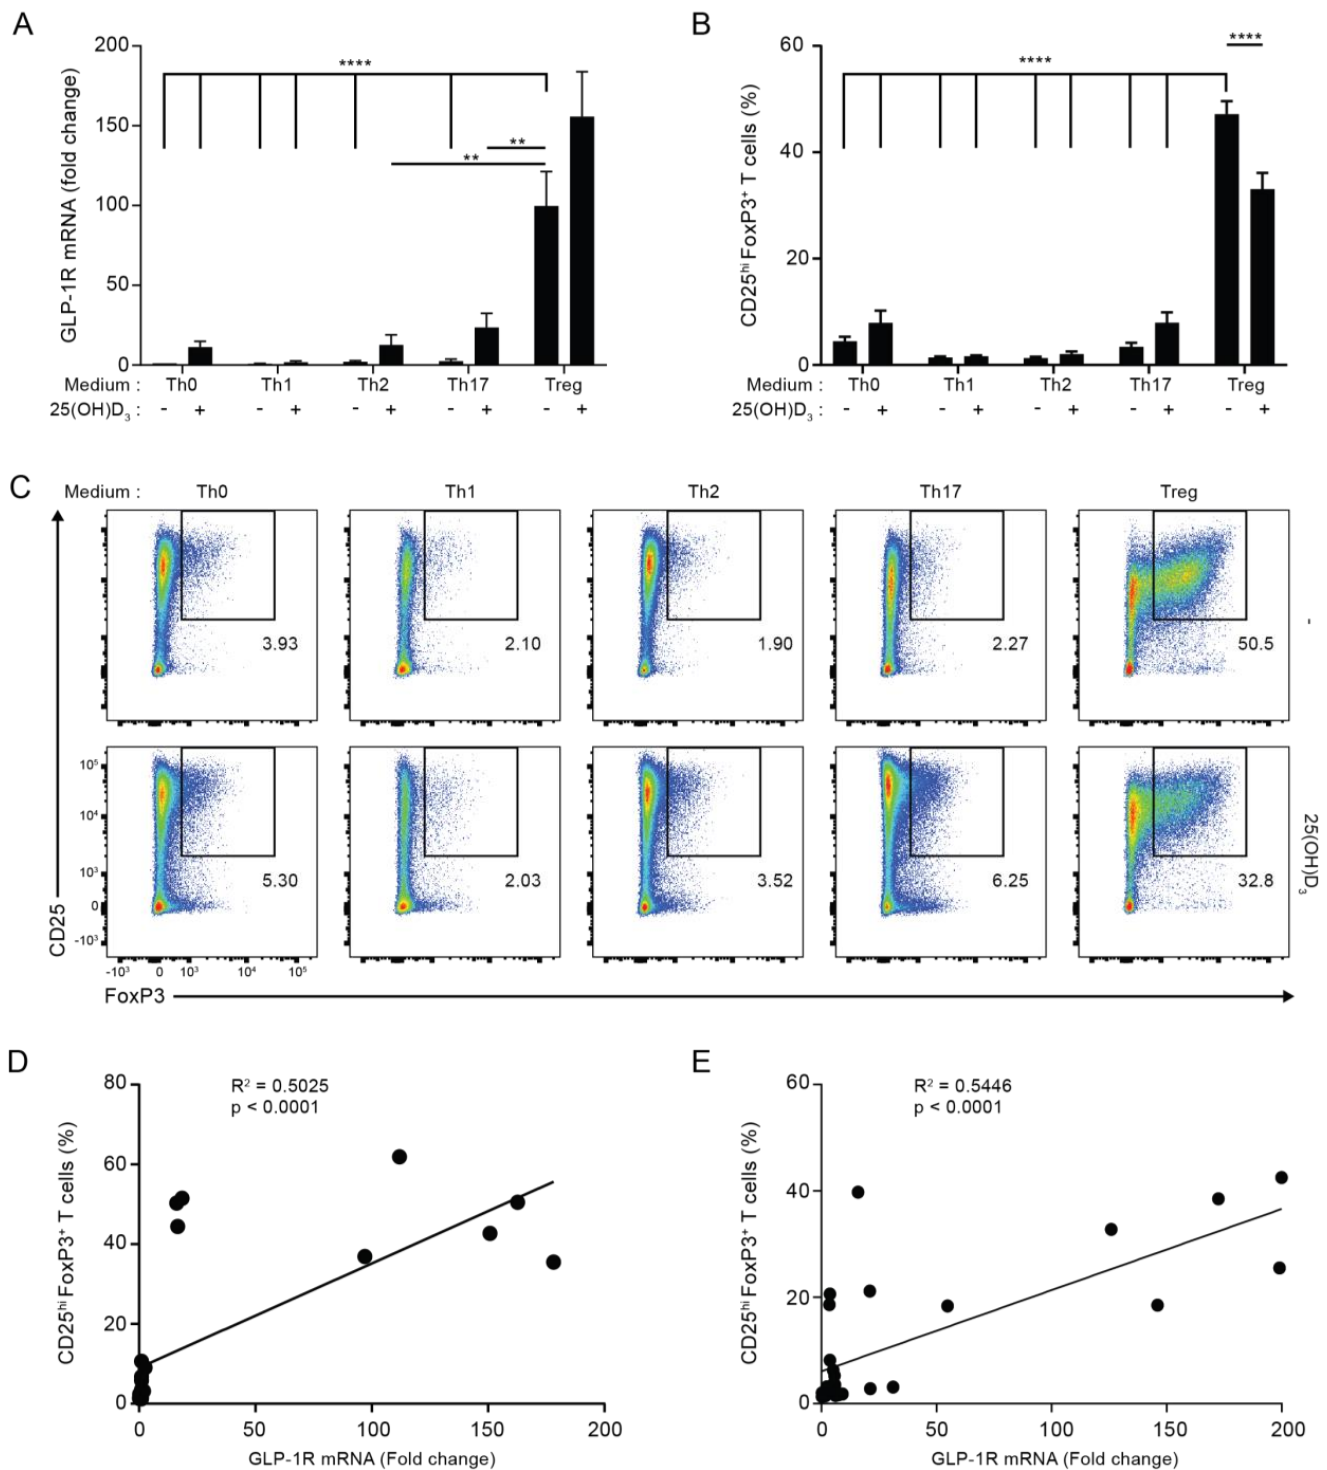 A
200
150
100
50
0
GLP-1R mRNA (fold change)
****
**
**
Medium : Th0 Th1 Th2 Th17 Treg
25(OH)D₃ : - + - + - + - + - +
B
60
40
20
0
CD25ʰⁱ FoxP3⁺ T cells (%)
****
****
Medium : Th0 Th1 Th2 Th17 Treg
25(OH)D₃ : - + - + - + - + - +
C
Medium : Th0 Th1 Th2 Th17 Treg
3.93 2.10 1.90 2.27 50.5
-
10⁵
10⁴
10³
0
-10³
5.30 2.03 3.52 6.25 32.8
25(OH)D₃
CD25
-10³ 0 10³ 10⁴ 10⁵
FoxP3
D
80
60
40
20
0
CD25ʰⁱ FoxP3⁺ T cells (%)
R² = 0.5025
p < 0.0001
0 50 100 150 200
GLP-1R mRNA (Fold change)
E
60
40
20
0
CD25ʰⁱ FoxP3⁺ T cells (%)
R² = 0.5446
p < 0.0001
0 50 100 150 200
GLP-1R mRNA (Fold change)